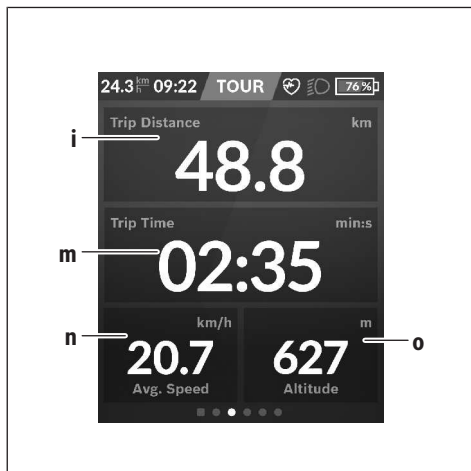 24.3 km/h 09:22 TOUR 76 %
Trip Distance km
i
48.8
Trip Time min:s
m
02:35
km/h m
n 20.7 627 o
Avg. Speed Altitude